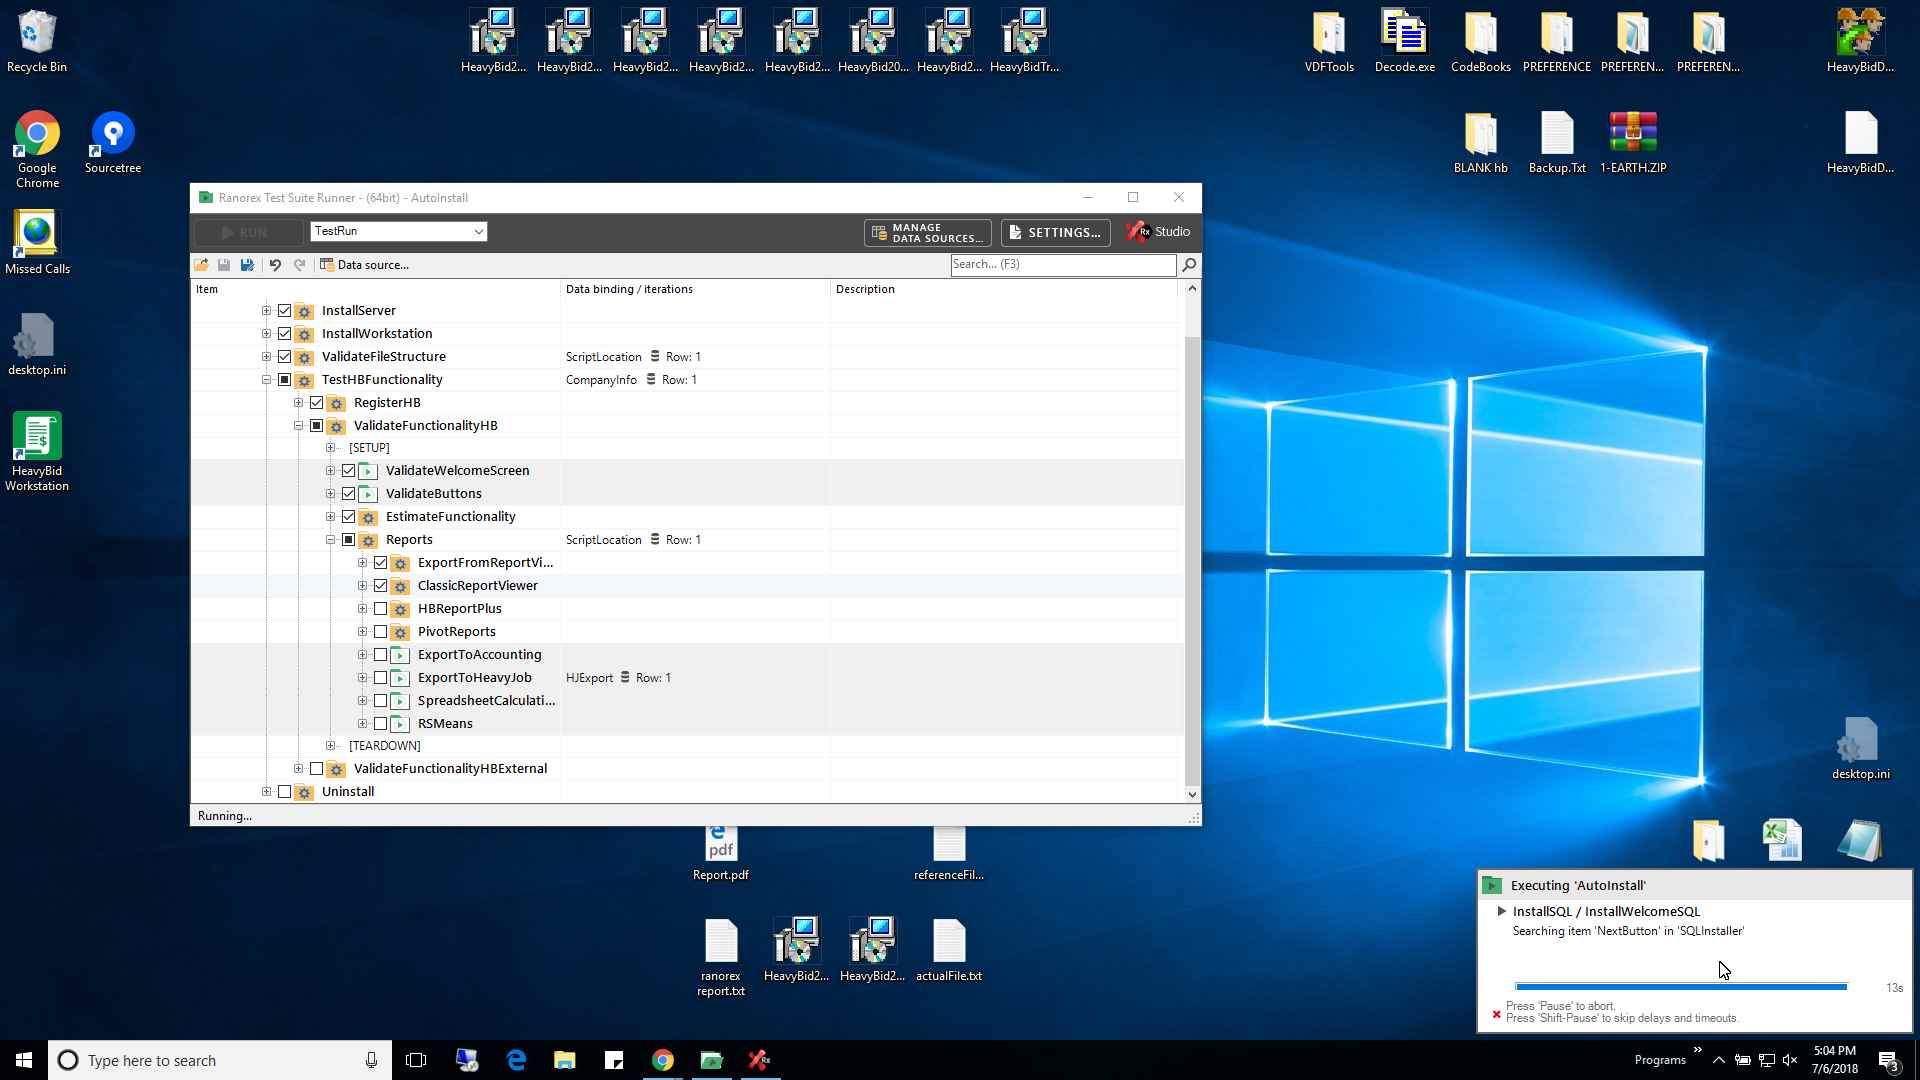 Recycle Bin
HeavyBid2...
HeavyBid2...
HeavyBid2...
HeavyBid2...
HeavyBid2...
HeavyBid20...
HeavyBid2...
HeavyBidTr...
VDFTools
Decode.exe
CodeBooks
PREFERENCE
PREFEREN...
PREFEREN...
HeavyBidD...
Google
Chrome
Sourcetree
BLANK hb
Backup.Txt
1-EARTH.ZIP
HeavyBidD...
Missed Calls
desktop.ini
HeavyBid
Workstation
Ranorex Test Suite Runner - (64bit) - AutoInstall
RUN
TestRun
MANAGE
DATA SOURCES...
SETTINGS...
Rx
Studio
Data source...
Search... (F3)
Item
Data binding / iterations
Description
InstallServer
InstallWorkstation
ValidateFileStructure
ScriptLocation Row: 1
TestHBFunctionality
CompanyInfo Row: 1
RegisterHB
ValidateFunctionalityHB
[SETUP]
ValidateWelcomeScreen
ValidateButtons
EstimateFunctionality
Reports
ScriptLocation Row: 1
ExportFromReportVi...
ClassicReportViewer
HBReportPlus
PivotReports
ExportToAccounting
ExportToHeavyJob
HJExport Row: 1
SpreadsheetCalculati...
RSMeans
[TEARDOWN]
ValidateFunctionalityHBExternal
Uninstall
Running...
desktop.ini
pdf
Report.pdf
referenceFil...
ranorex
report.txt
HeavyBid2...
HeavyBid2...
actualFile.txt
Executing 'AutoInstall'
InstallSQL / InstallWelcomeSQL
Searching item 'NextButton' in 'SQLInstaller'
13s
Press 'Pause' to abort.
Press 'Shift-Pause' to skip delays and timeouts.
Type here to search
Rx
Programs
5:04 PM
7/6/2018
3